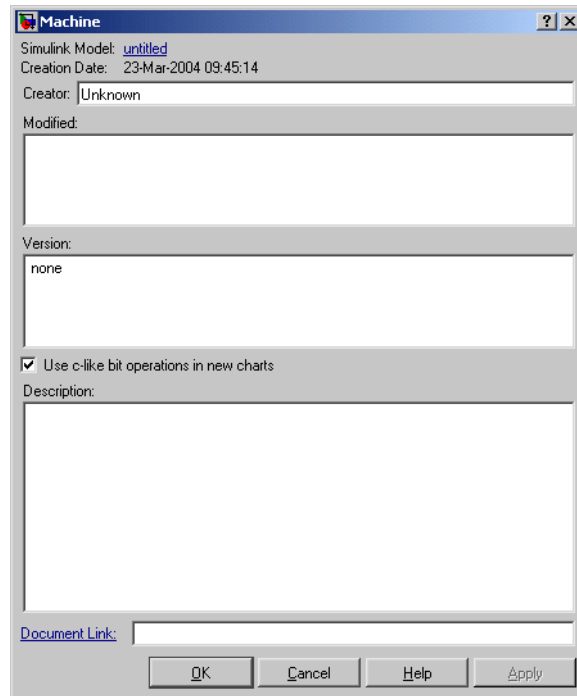 Machine
Simulink Model: untitled
Creation Date: 23-Mar-2004 09:45:14
Creator: Unknown
Modified:
Version:
none
Use c-like bit operations in new charts
Description:
Document Link:
OK Cancel Help Apply